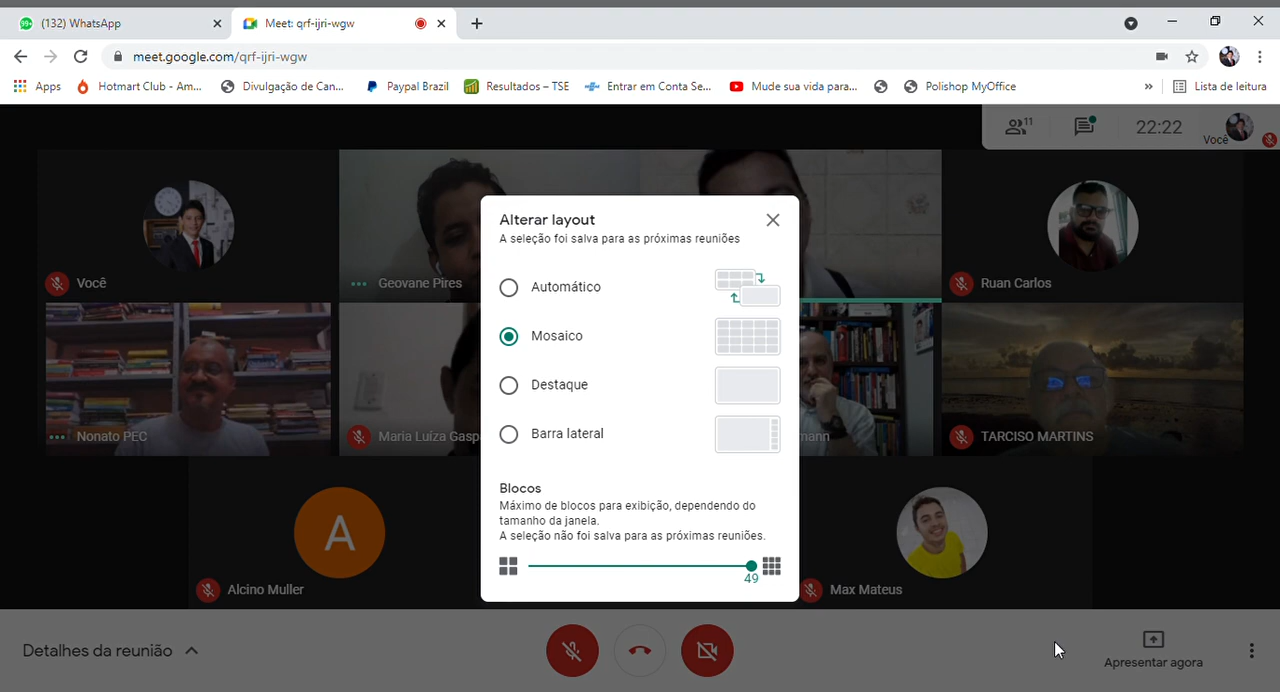 99+ (132) WhatsApp
Meet: qrf-ijri-wgw
meet.google.com/qrf-ijri-wgw
Apps
Hotmart Club - Am...
Divulgação de Can...
Paypal Brazil
Resultados – TSE
Entrar em Conta Se...
Mude sua vida para...
Polishop MyOffice
»
Lista de leitura
11
22:22
Você
Você
Geovane Pires
Ruan Carlos
Alterar layout
A seleção foi salva para as próximas reuniões
Automático
Mosaico
Destaque
Barra lateral
Nonato PEC
Maria Luíza Gasp
mann
TARCISO MARTINS
Blocos
Máximo de blocos para exibição, dependendo do
tamanho da janela.
A seleção não foi salva para as próximas reuniões.
49
A
Alcino Muller
Max Mateus
Detalhes da reunião
Apresentar agora